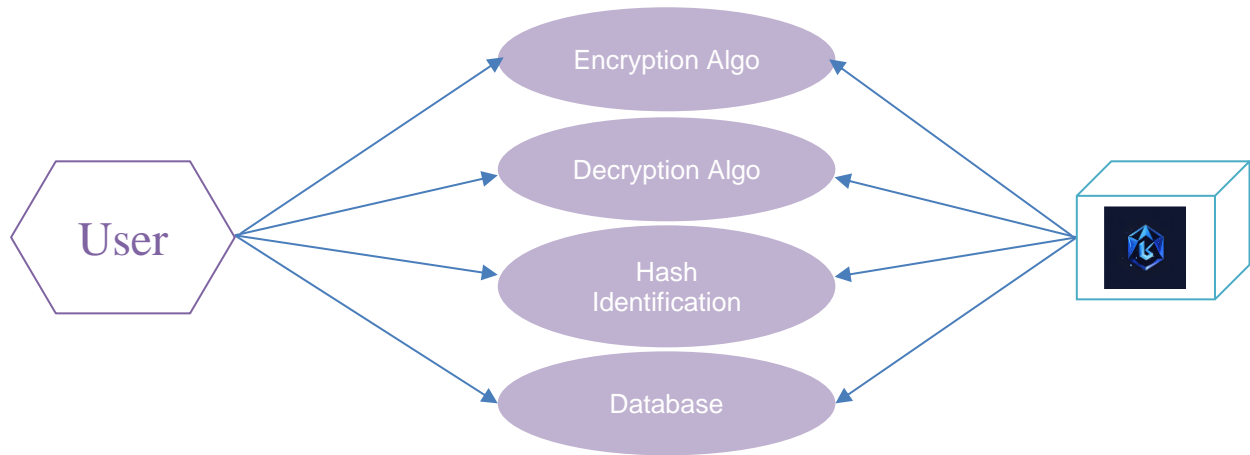 Encryption Algo
Decryption Algo
User
Hash
Identification
Database